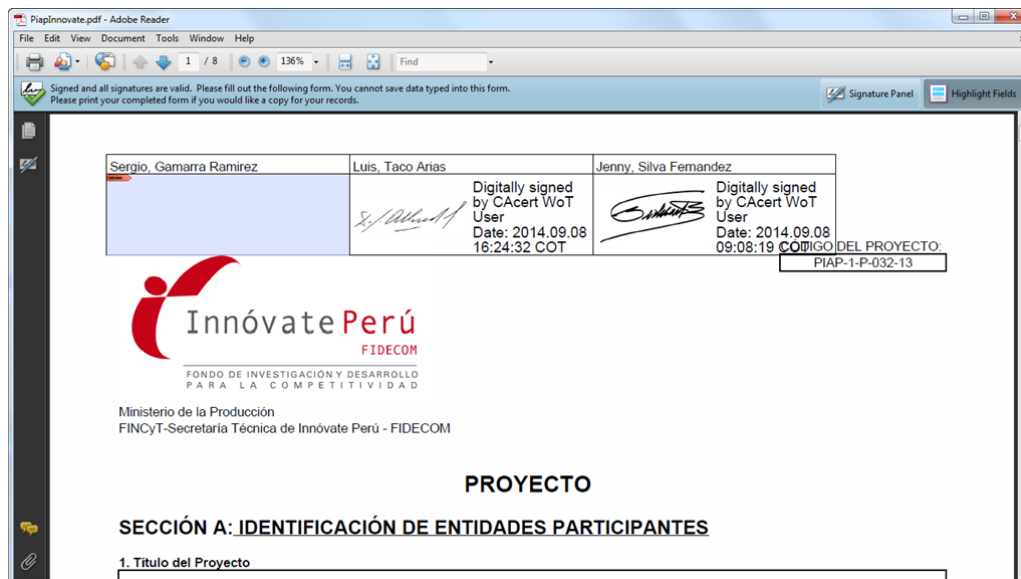 PiapInnovate.pdf - Adobe Reader
File Edit View Document Tools Window Help
1 / 8 136% Find
Signed and all signatures are valid. Please fill out the following form. You cannot save data typed into this form.
Please print your completed form if you would like a copy for your records.
Signature Panel
Highlight Fields
Sergio, Gamarra Ramirez
Luis, Taco Arias
Jenny, Silva Fernandez
Digitally signed
by CAcert WoT
User
Date: 2014.09.08
16:24:32 COT
Digitally signed
by CAcert WoT
User
Date: 2014.09.08
09:08:19 COT
CÓDIGO DEL PROYECTO:
PIAP-1-P-032-13
Innóvate Perú
FIDECOM
FONDO DE INVESTIGACIÓN Y DESARROLLO
PARA LA COMPETITIVIDAD
Ministerio de la Producción
FINCyT-Secretaría Técnica de Innóvate Perú - FIDECOM
PROYECTO
SECCIÓN A: IDENTIFICACIÓN DE ENTIDADES PARTICIPANTES
1. Título del Proyecto